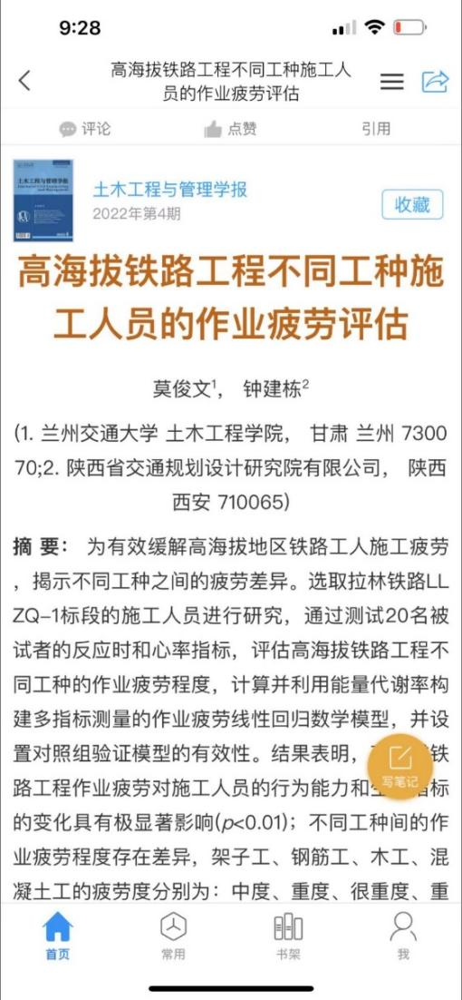 9:28
高海拔铁路工程不同工种施工人
员的作业疲劳评估
评论
点赞
引用
土木工程与管理学报
土木工程与管理学报
2022年第4期
收藏
高海拔铁路工程不同工种施
工人员的作业疲劳评估
莫俊文1， 钟建栋2
(1. 兰州交通大学 土木工程学院， 甘肃 兰州 7300
70;2. 陕西省交通规划设计研究院有限公司， 陕西
西安 710065)
摘 要： 为有效缓解高海拔地区铁路工人施工疲劳
，揭示不同工种之间的疲劳差异。选取拉林铁路LL
ZQ-1标段的施工人员进行研究，通过测试20名被
试者的反应时和心率指标，评估高海拔铁路工程不
同工种的作业疲劳程度，计算并利用能量代谢率构
建多指标测量的作业疲劳线性回归数学模型，并设
置对照组验证模型的有效性。结果表明，
铁
路工程作业疲劳对施工人员的行为能力和
指标
写笔记
的变化具有极显著影响(p<0.01)；不同工种间的作
业疲劳程度存在差异，架子工、钢筋工、木工、混
凝土工的疲劳度分别为：中度、重度、很重度、重
首页
常用
书架
我